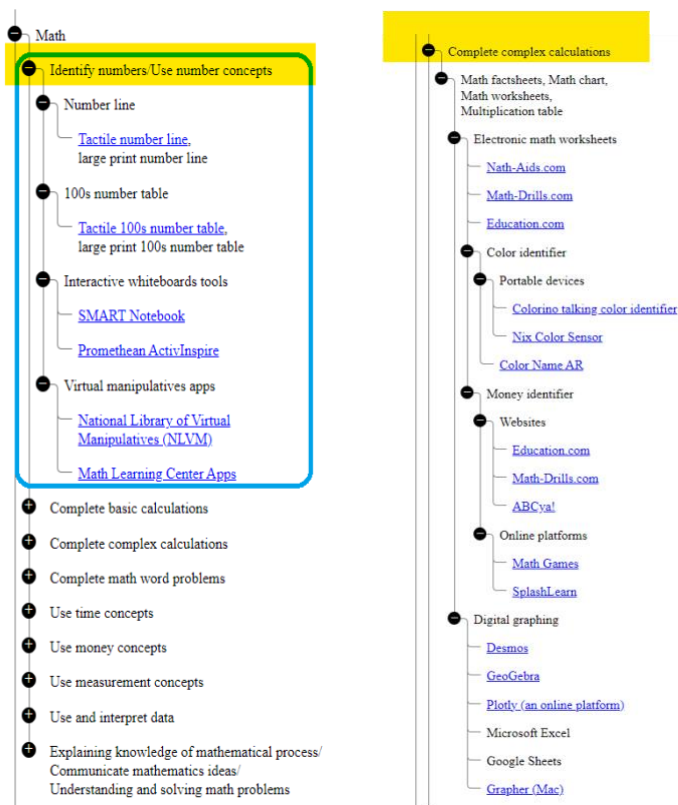 Math
Identify numbers/Use number concepts
Number line
Tactile number line,
large print number line
100s number table
Tactile 100s number table,
large print 100s number table
Interactive whiteboards tools
SMART Notebook
Promethean ActivInspire
Virtual manipulatives apps
National Library of Virtual
Manipulatives (NLVM)
Math Learning Center Apps
Complete basic calculations
Complete complex calculations
Complete math word problems
Use time concepts
Use money concepts
Use measurement concepts
Use and interpret data
Explaining knowledge of mathematical process/
Communicate mathematics ideas/
Understanding and solving math problems
Complete complex calculations
Math factsheets, Math chart,
Math worksheets,
Multiplication table
Electronic math worksheets
Nath-Aids.com
Math-Drills.com
Education.com
Color identifier
Portable devices
Colorino talking color identifier
Nix Color Sensor
Color Name AR
Money identifier
Websites
Education.com
Math-Drills.com
ABCya!
Online platforms
Math Games
SplashLearn
Digital graphing
Desmos
GeoGebra
Plotly (an online platform)
Microsoft Excel
Google Sheets
Grapher (Mac)